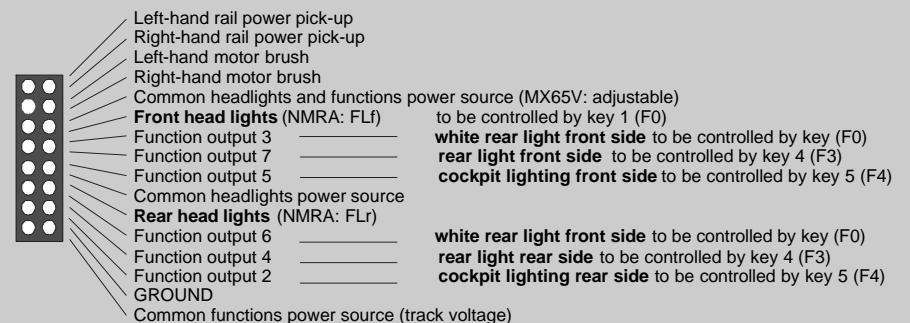 Left-hand rail power pick-up
Right-hand rail power pick-up
Left-hand motor brush
Right-hand motor brush
Common headlights and functions power source (MX65V: adjustable)
Front head lights (NMRA: FLf) to be controlled by key 1 (F0)
Function output 3 white rear light front side to be controlled by key (F0)
Function output 7 rear light front side to be controlled by key 4 (F3)
Function output 5 cockpit lighting front side to be controlled by key 5 (F4)
Common headlights power source
Rear head lights (NMRA: FLr)
Function output 6 white rear light front side to be controlled by key (F0)
Function output 4 rear light rear side to be controlled by key 4 (F3)
Function output 2 cockpit lighting rear side to be controlled by key 5 (F4)
GROUND
Common functions power source (track voltage)